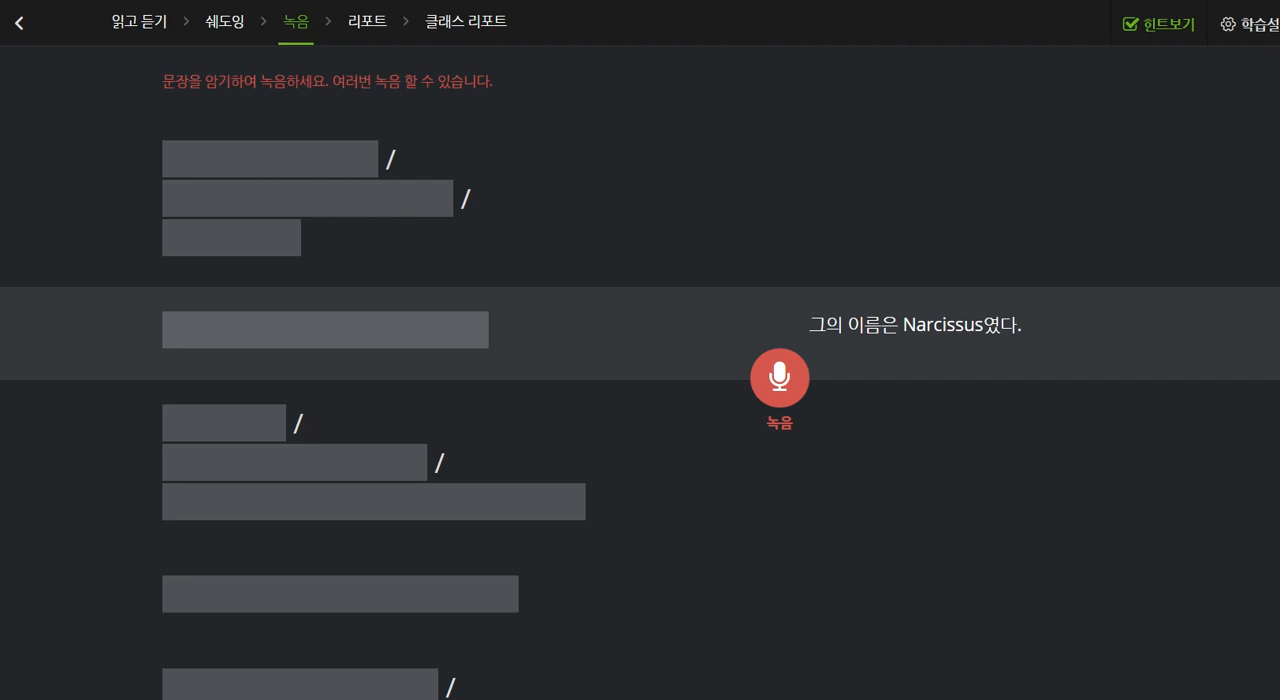 읽고 듣기 > 쉐도잉 > 녹음 > 리포트 > 클래스 리포트
힌트보기
학습설
문장을 암기하여 녹음하세요. 여러번 녹음 할 수 있습니다.
/
/
그의 이름은 Narcissus였다.
녹음
/
/
/